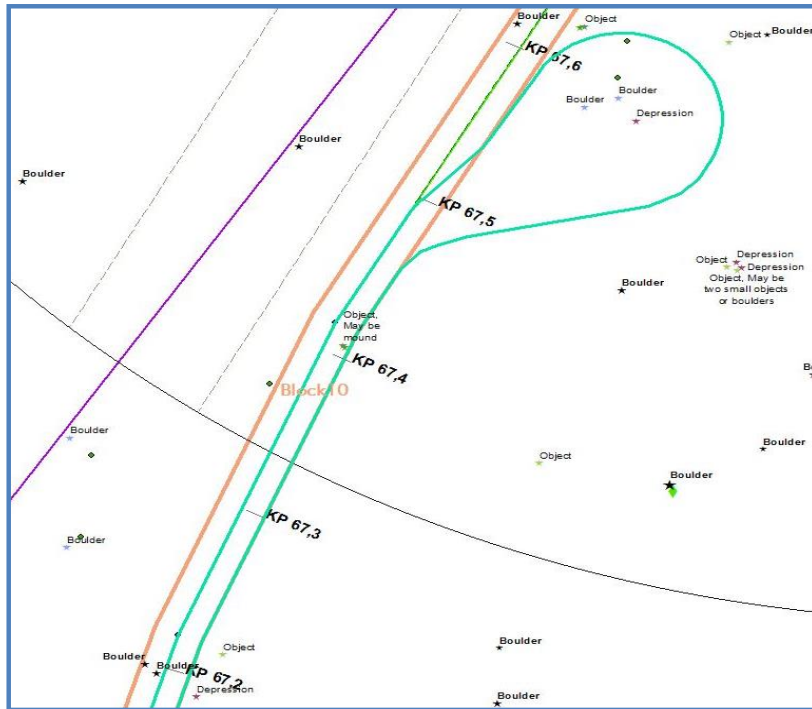 Boulder
Object
Object
Boulder
KP 67,6
Boulder
Boulder
Depression
Boulder
Boulder
KP 67,5
Object
Depression
Depression
Object, May be
two small objects
or boulders
Boulder
Object,
May be
mound
KP 67,4
Block10
Boulder
Boulder
Object
Boulder
KP 67,3
Boulder
Object
Boulder
Boulder
Boulder
KP 67,2
Depression
Boulder